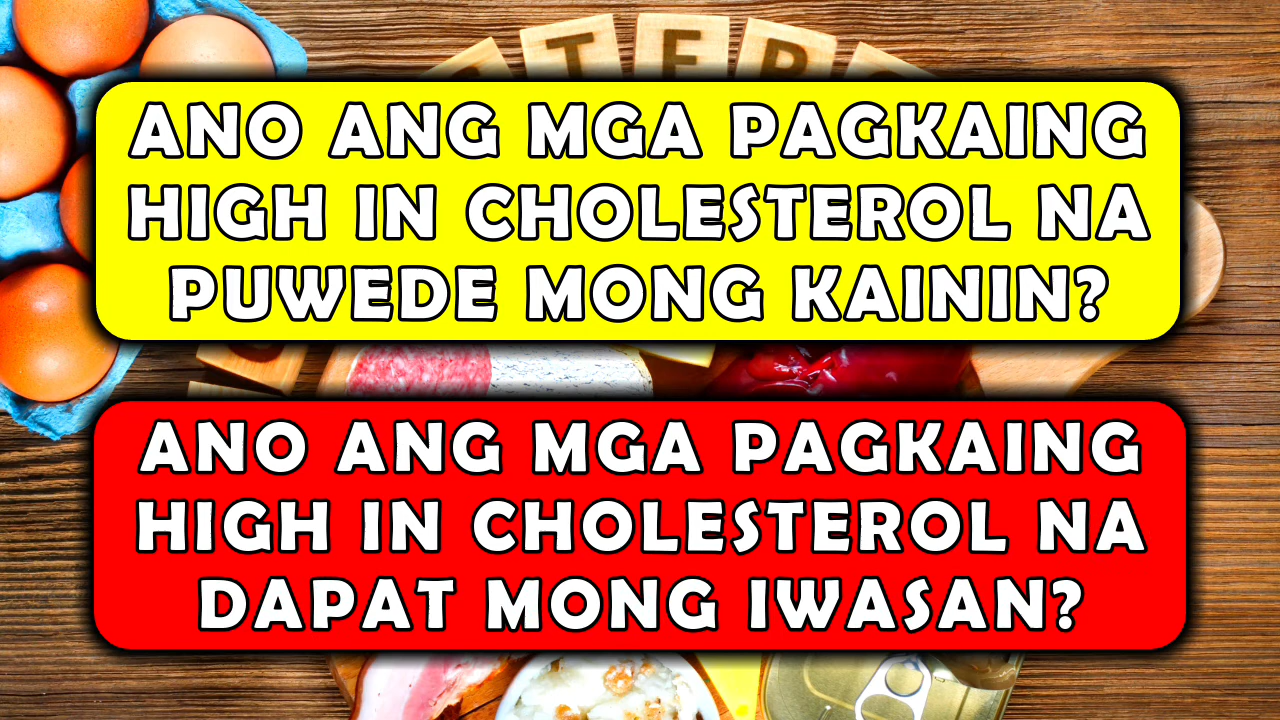 ANO ANG MGA PAGKAING
HIGH IN CHOLESTEROL NA
PUWEDE MONG KAININ?
ANO ANG MGA PAGKAING
HIGH IN CHOLESTEROL NA
DAPAT MONG IWASAN?